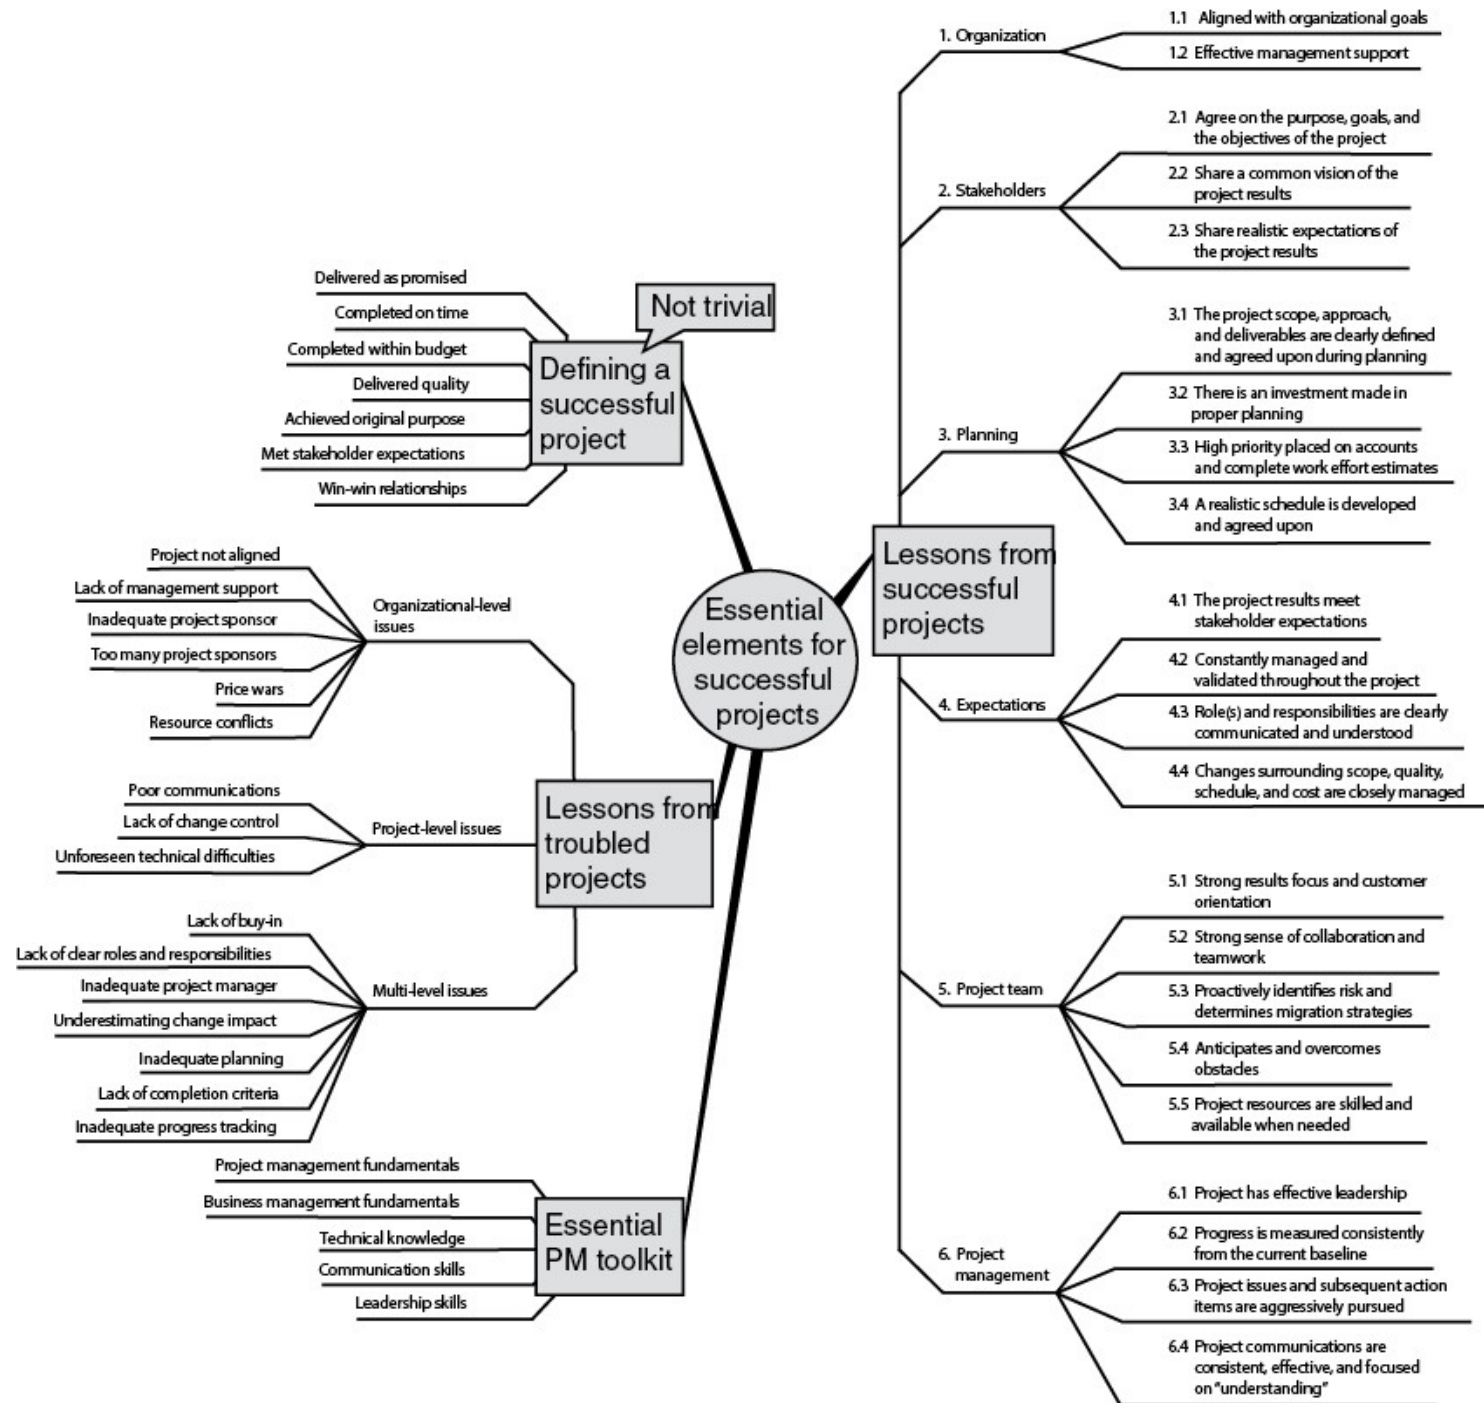 Essential
elements for
successful
projects
Not trivial
Defining a
successful
project
Delivered as promised
Completed on time
Completed within budget
Delivered quality
Achieved original purpose
Met stakeholder expectations
Win-win relationships
Lessons from
troubled
projects
Organizational-level
issues
Project not aligned
Lack of management support
Inadequate project sponsor
Too many project sponsors
Price wars
Resource conflicts
Project-level issues
Poor communications
Lack of change control
Unforeseen technical difficulties
Multi-level issues
Lack of buy-in
Lack of clear roles and responsibilities
Inadequate project manager
Underestimating change impact
Inadequate planning
Lack of completion criteria
Inadequate progress tracking
Essential
PM toolkit
Project management fundamentals
Business management fundamentals
Technical knowledge
Communication skills
Leadership skills
Lessons from
successful
projects
1. Organization
1.1 Aligned with organizational goals
1.2 Effective management support
2. Stakeholders
2.1 Agree on the purpose, goals, and
the objectives of the project
2.2 Share a common vision of the
project results
2.3 Share realistic expectations of
the project results
3. Planning
3.1 The project scope, approach,
and deliverables are clearly defined
and agreed upon during planning
3.2 There is an investment made in
proper planning
3.3 High priority placed on accounts
and complete work effort estimates
3.4 A realistic schedule is developed
and agreed upon
4. Expectations
4.1 The project results meet
stakeholder expectations
4.2 Constantly managed and
validated throughout the project
4.3 Role(s) and responsibilities are clearly
communicated and understood
4.4 Changes surrounding scope, quality,
schedule, and cost are closely managed
5. Project team
5.1 Strong results focus and customer
orientation
5.2 Strong sense of collaboration and
teamwork
5.3 Proactively identifies risk and
determines migration strategies
5.4 Anticipates and overcomes
obstacles
5.5 Project resources are skilled and
available when needed
6. Project
management
6.1 Project has effective leadership
6.2 Progress is measured consistently
from the current baseline
6.3 Project issues and subsequent action
items are aggressively pursued
6.4 Project communications are
consistent, effective, and focused
on “understanding”